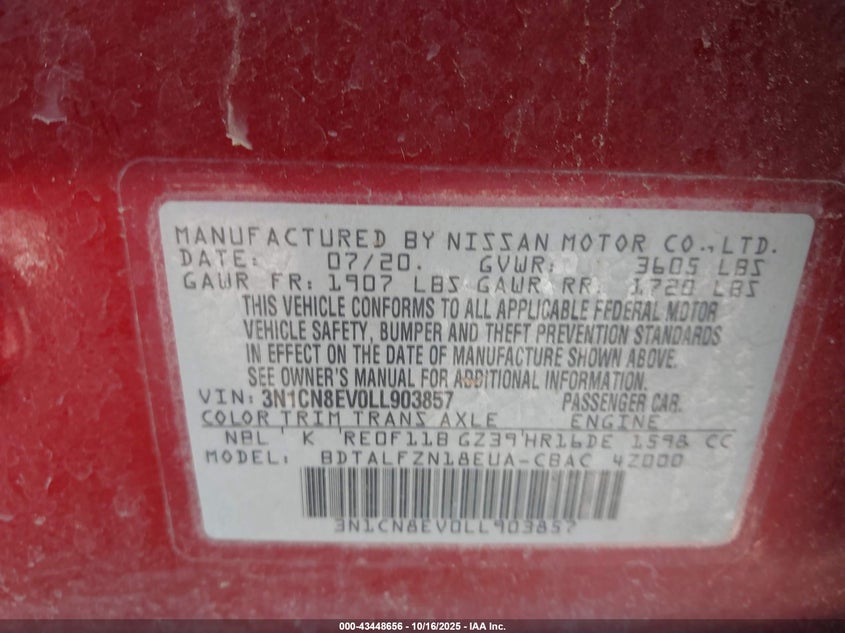 MANUFACTURED BY NISSAN MOTOR CO.,LTD.
DATE: 07/20. GVWR: 3605 LBS
GAWR FR: 1907 LBS GAWR RR: 1720 LBS
THIS VEHICLE CONFORMS TO ALL APPLICABLE FEDERAL MOTOR
VEHICLE SAFETY, BUMPER AND THEFT PREVENTION STANDARDS
IN EFFECT ON THE DATE OF MANUFACTURE SHOWN ABOVE.
SEE OWNER'S MANUAL FOR ADDITIONAL INFORMATION.
VIN: 3N1CN8EV0LL903857 PASSENGER CAR.
COLOR TRIM TRANS AXLE ENGINE
NBL K RE0F11B GZ39 HR16DE 1598 CC
MODEL: BDTALFZN18EUA-CBAC 4Z000
3N1CN8EV0LL903857
000-43448656 - 10/16/2025 - IAA Inc.